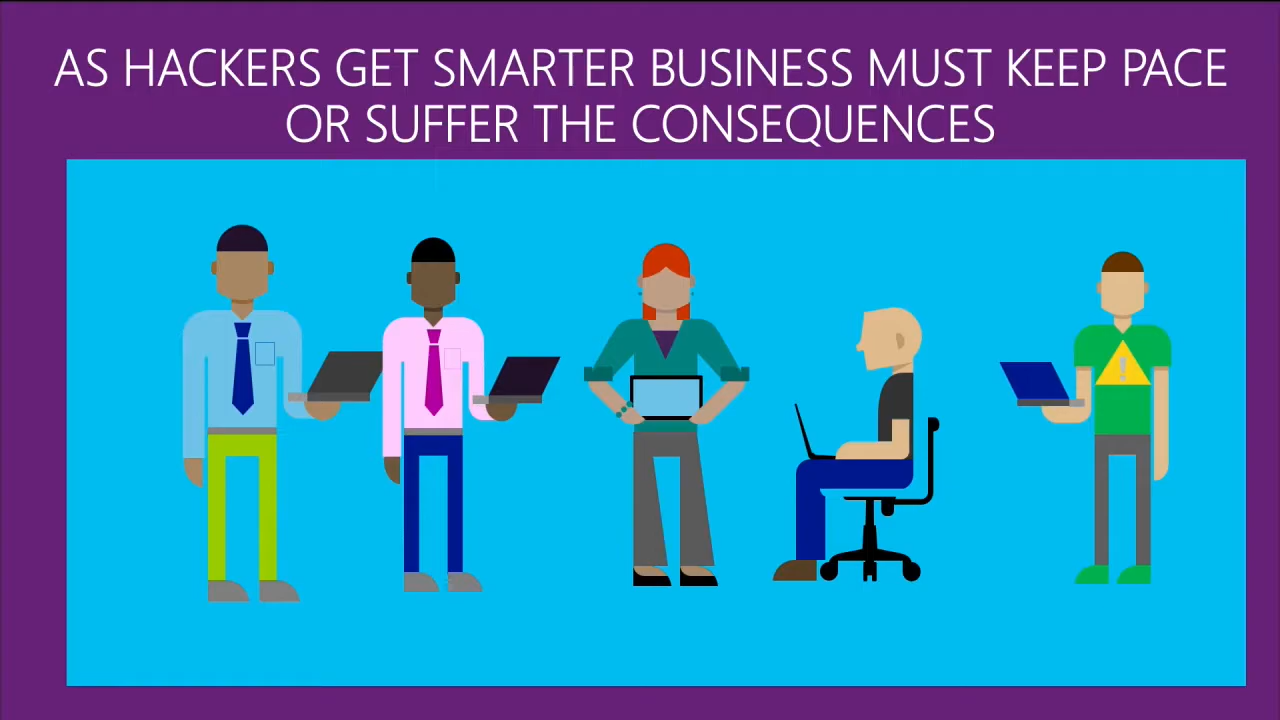 AS HACKERS GET SMARTER BUSINESS MUST KEEP PACE
OR SUFFER THE CONSEQUENCES
!